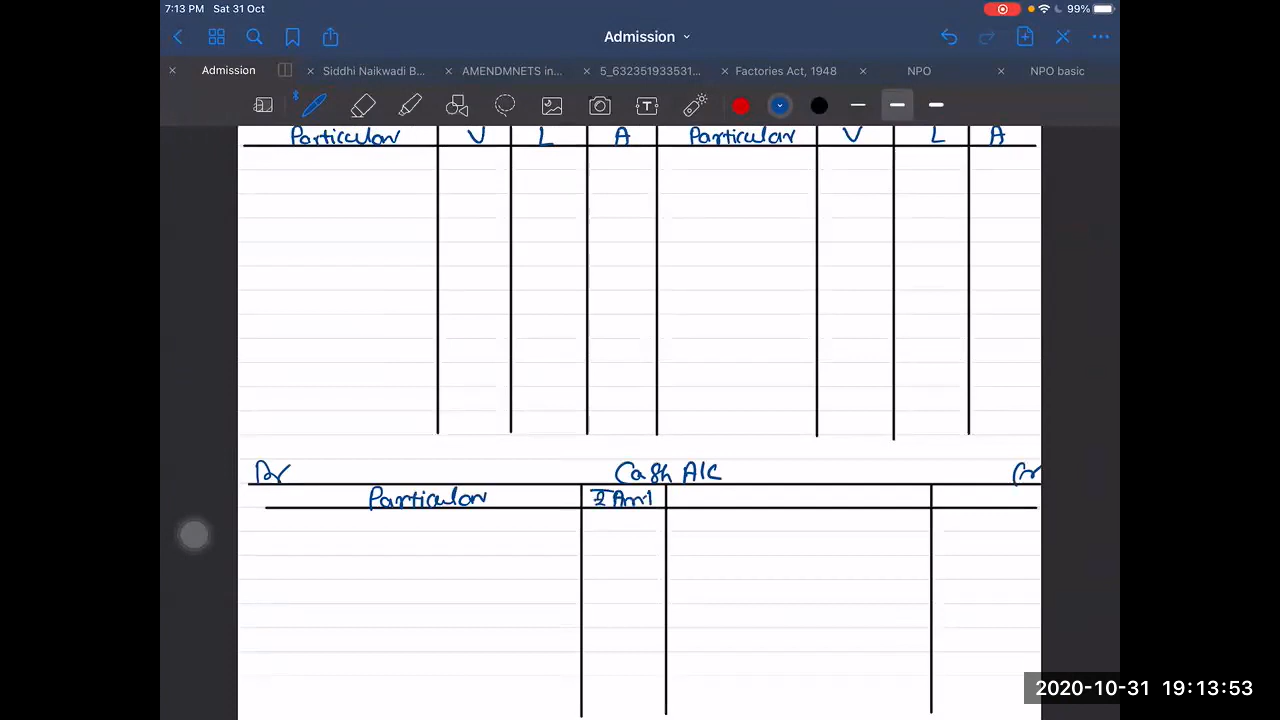 7:13 PM Sat 31 Oct 99%
Admission
Admission Siddhi Naikwadi B... AMENDMNETS in... 5_632351933531... Factories Act, 1948 NPO NPO basic
T
Particular V L A Particular V L A
Dr Cash A/c Cr
Particular ₹ Amt
2020-10-31 19:13:53